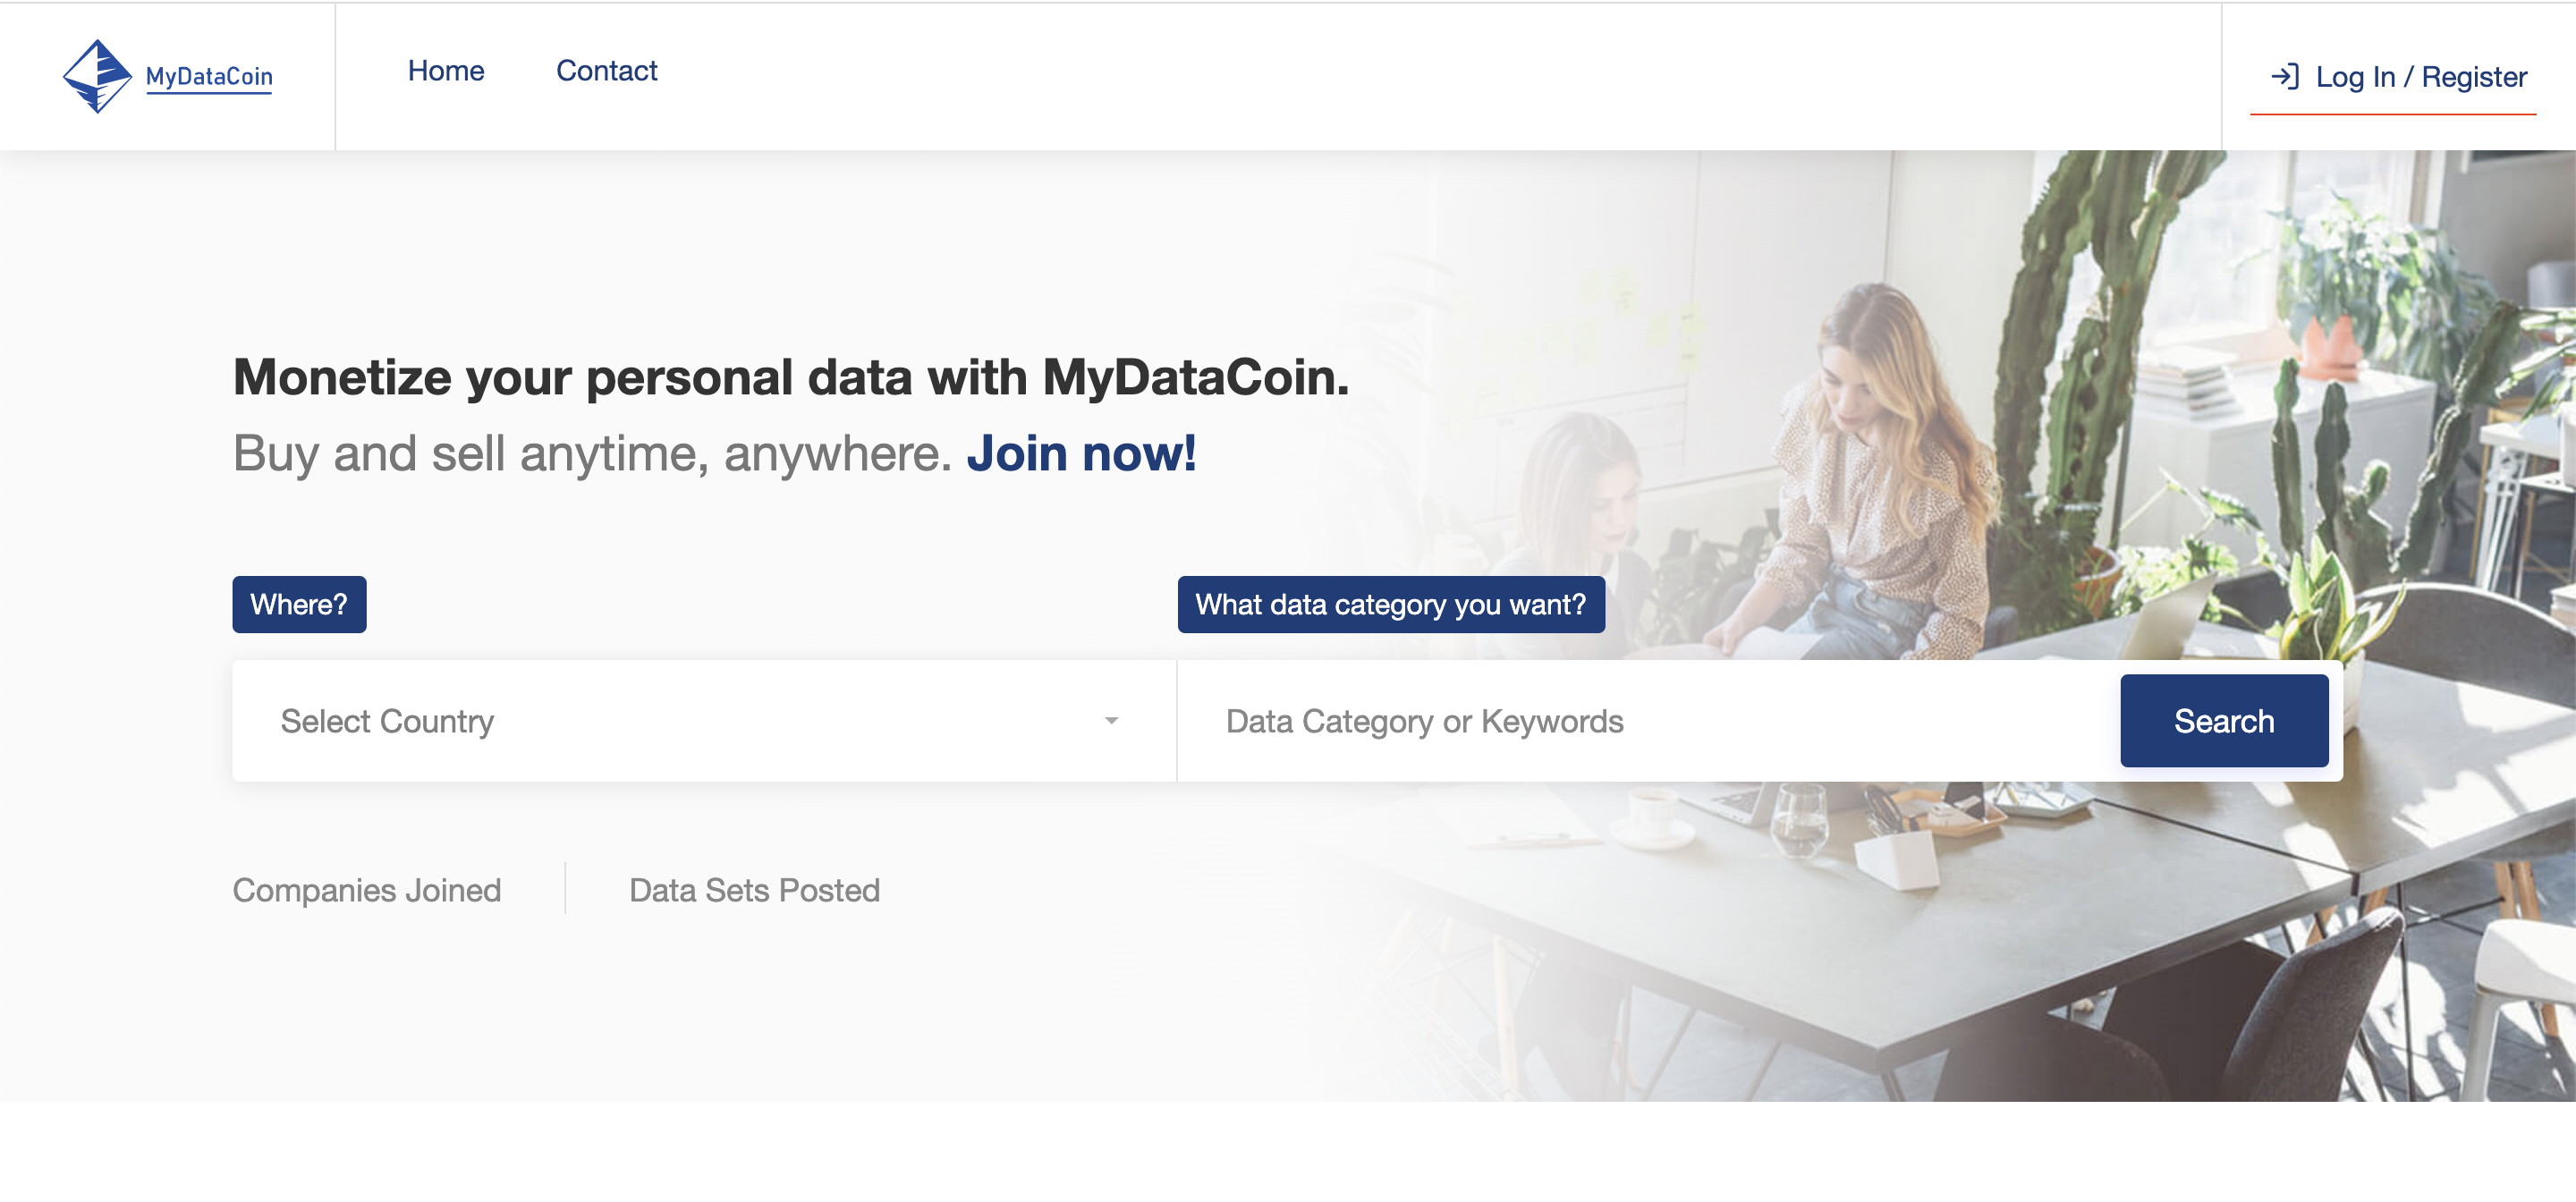 MyDataCoin
Home
Contact
Log In / Register
Monetize your personal data with MyDataCoin.
Buy and sell anytime, anywhere. Join now!
Where?
What data category you want?
Select Country
Data Category or Keywords
Search
Companies Joined
Data Sets Posted